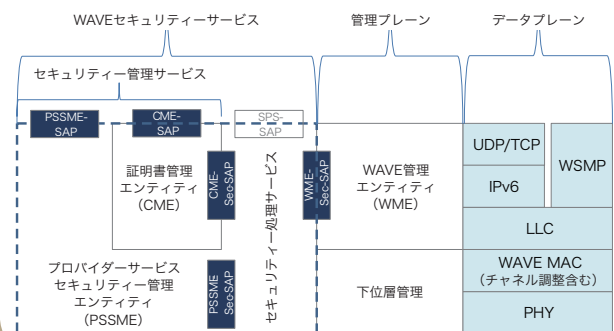 WAVEセキュリティーサービス
管理プレーン
データプレーン
セキュリティー管理サービス
PSSME-
SAP
CME-
SAP
SPS-
SAP
証明書管理
エンティティ
(CME)
CME-
Sec-SAP
セキュリティー処理サービス
WME-
Sec-SAP
WAVE管理
エンティティ
(WME)
UDP/TCP
IPv6
WSMP
LLC
プロバイダーサービス
セキュリティー管理
エンティティ
(PSSME)
PSSME
Sec-SAP
下位層管理
WAVE MAC
(チャネル調整含む)
PHY